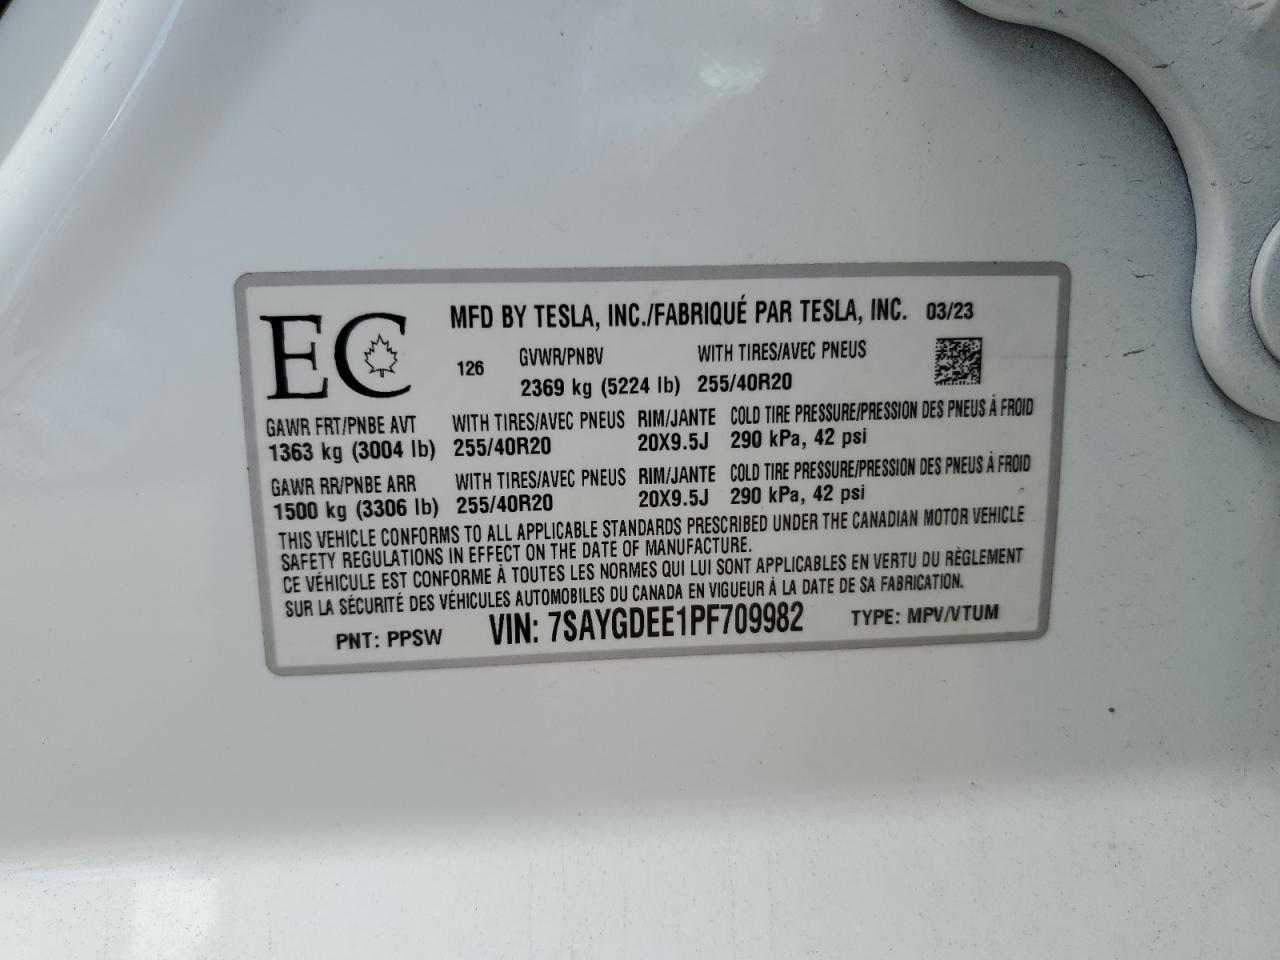 EC MFD BY TESLA, INC./FABRIQUÉ PAR TESLA, INC. 03/23
126 GVWR/PNBV WITH TIRES/AVEC PNEUS
2369 kg (5224 lb) 255/40R20
GAWR FRT/PNBE AVT WITH TIRES/AVEC PNEUS RIM/JANTE COLD TIRE PRESSURE/PRESSION DES PNEUS À FROID
1363 kg (3004 lb) 255/40R20 20X9.5J 290 kPa, 42 psi
GAWR RR/PNBE ARR WITH TIRES/AVEC PNEUS RIM/JANTE COLD TIRE PRESSURE/PRESSION DES PNEUS À FROID
1500 kg (3306 lb) 255/40R20 20X9.5J 290 kPa, 42 psi
THIS VEHICLE CONFORMS TO ALL APPLICABLE STANDARDS PRESCRIBED UNDER THE CANADIAN MOTOR VEHICLE
SAFETY REGULATIONS IN EFFECT ON THE DATE OF MANUFACTURE.
CE VÉHICULE EST CONFORME À TOUTES LES NORMES QUI LUI SONT APPLICABLES EN VERTU DU RÈGLEMENT
SUR LA SÉCURITÉ DES VÉHICULES AUTOMOBILES DU CANADA EN VIGUEUR À LA DATE DE SA FABRICATION.
PNT: PPSW VIN: 7SAYGDEE1PF709982 TYPE: MPV/VTUM